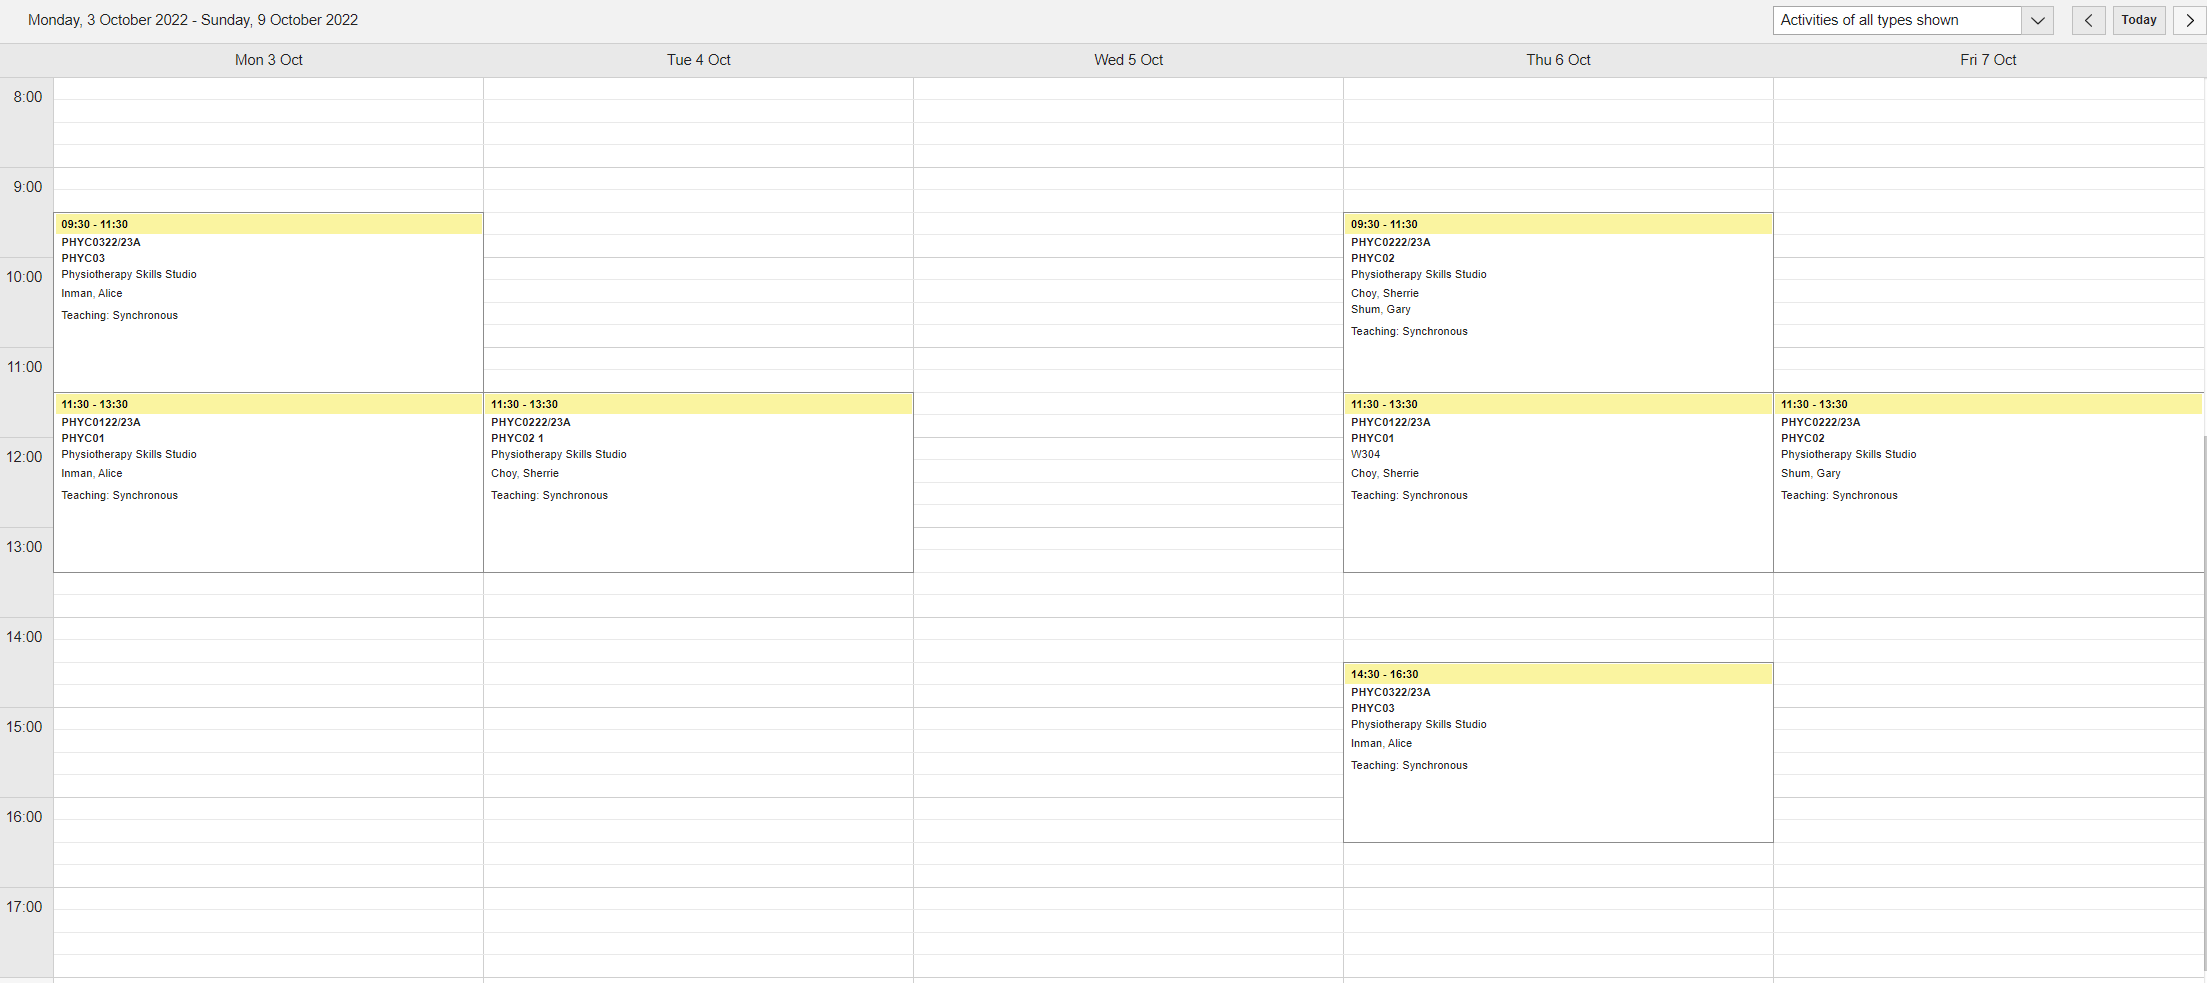 Monday, 3 October 2022 - Sunday, 9 October 2022
Activities of all types shown
Today
Mon 3 Oct
Tue 4 Oct
Wed 5 Oct
Thu 6 Oct
Fri 7 Oct
8:00
9:00
10:00
11:00
12:00
13:00
14:00
15:00
16:00
17:00
09:30 - 11:30
PHYC0322/23A
PHYC03
Physiotherapy Skills Studio
Inman, Alice
Teaching: Synchronous
11:30 - 13:30
PHYC0122/23A
PHYC01
Physiotherapy Skills Studio
Inman, Alice
Teaching: Synchronous
11:30 - 13:30
PHYC0222/23A
PHYC02 1
Physiotherapy Skills Studio
Choy, Sherrie
Teaching: Synchronous
09:30 - 11:30
PHYC0222/23A
PHYC02
Physiotherapy Skills Studio
Choy, Sherrie
Shum, Gary
Teaching: Synchronous
11:30 - 13:30
PHYC0122/23A
PHYC01
W304
Choy, Sherrie
Teaching: Synchronous
14:30 - 16:30
PHYC0322/23A
PHYC03
Physiotherapy Skills Studio
Inman, Alice
Teaching: Synchronous
11:30 - 13:30
PHYC0222/23A
PHYC02
Physiotherapy Skills Studio
Shum, Gary
Teaching: Synchronous